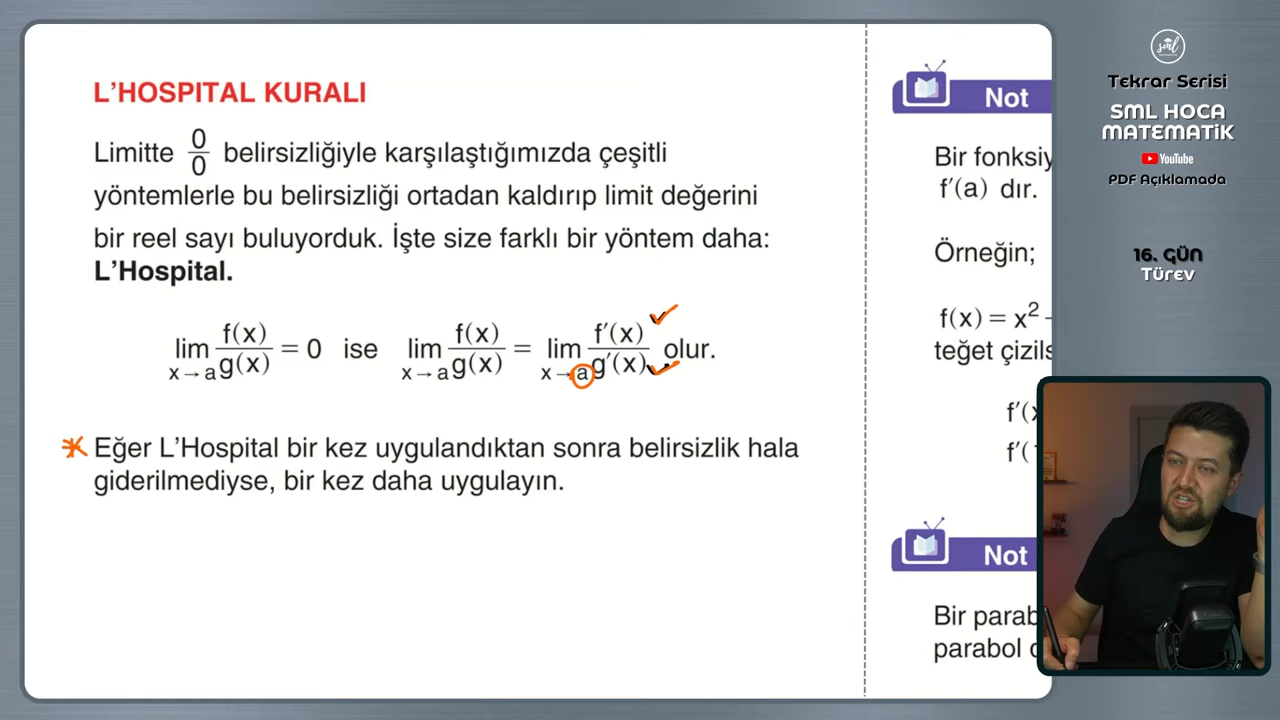 L’HOSPITAL KURALI
Limitte 0/0 belirsizliğiyle karşılaştığımızda çeşitli
yöntemlerle bu belirsizliği ortadan kaldırıp limit değerini
bir reel sayı buluyorduk. İşte size farklı bir yöntem daha:
L’Hospital.
lim x→a f(x)/g(x) = 0 ise lim x→a f(x)/g(x) = lim x→a f′(x)/g′(x) olur.
Eğer L’Hospital bir kez uygulandıktan sonra belirsizlik hala
giderilmediyse, bir kez daha uygulayın.
Not
Bir fonksiy
f′(a) dır.
Örneğin;
f(x) = x² -
teğet çizils
f′(x
f′(
Not
Bir parab
parabol
sml
Tekrar Serisi
SML HOCA
MATEMATİK
YouTube
PDF Açıklamada
16. GÜN
Türev